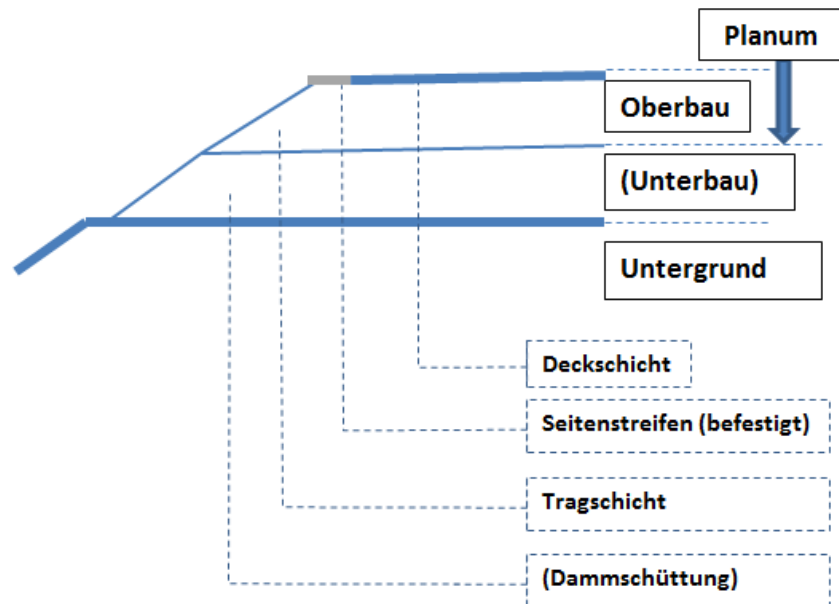 Planum
Oberbau
(Unterbau)
Untergrund
Deckschicht
Seitenstreifen (befestigt)
Tragschicht
(Dammschüttung)